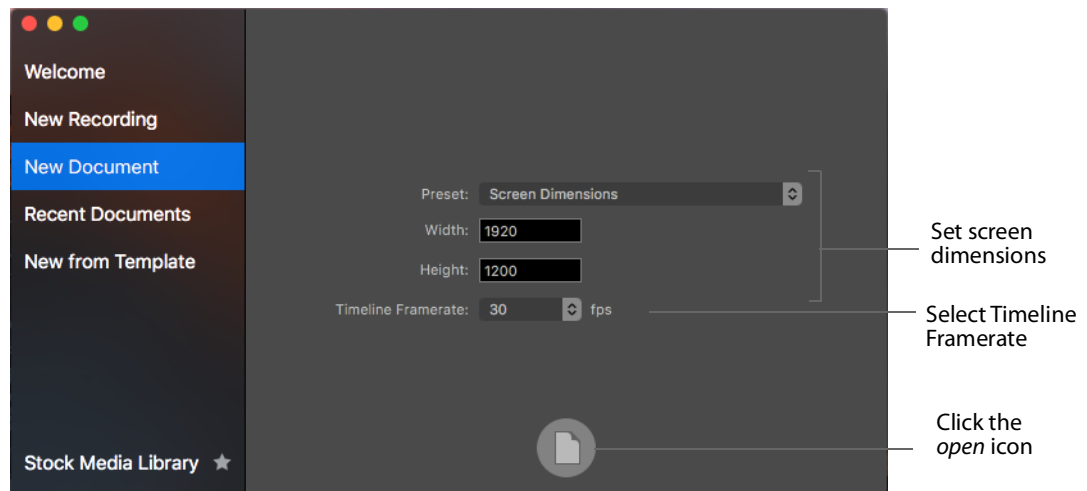 Welcome
New Recording
New Document
Recent Documents
New from Template
Stock Media Library
Preset: Screen Dimensions
Width: 1920
Height: 1200
Timeline Framerate: 30 fps
Set screen
dimensions
Select Timeline
Framerate
Click the
open icon